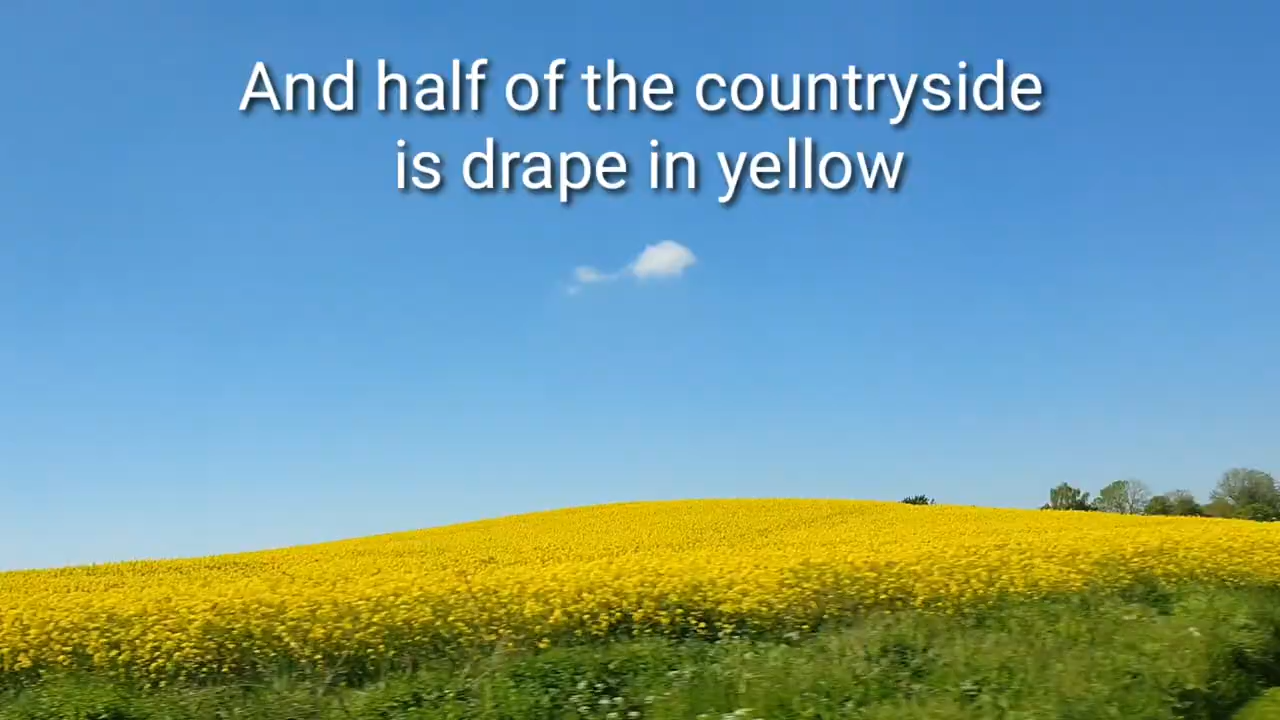 And half of the countryside
is drape in yellow